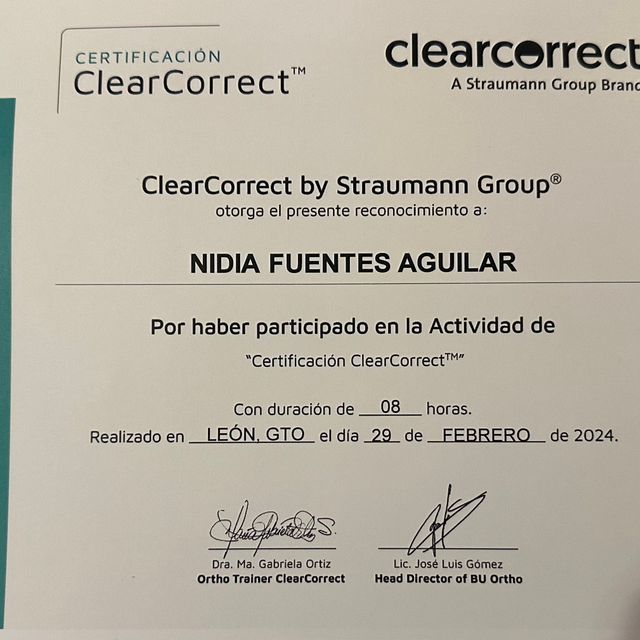 CERTIFICACIÓN
ClearCorrect™
clearcorrect
A Straumann Group Brand
ClearCorrect by Straumann Group®
otorga el presente reconocimiento a:
NIDIA FUENTES AGUILAR
Por haber participado en la Actividad de
“Certificación ClearCorrect™”
Con duración de 08 horas.
Realizado en LEÓN, GTO el día 29 de FEBRERO de 2024.
Dra. Ma. Gabriela Ortiz
Ortho Trainer ClearCorrect
Lic. José Luis Gómez
Head Director of BU Ortho